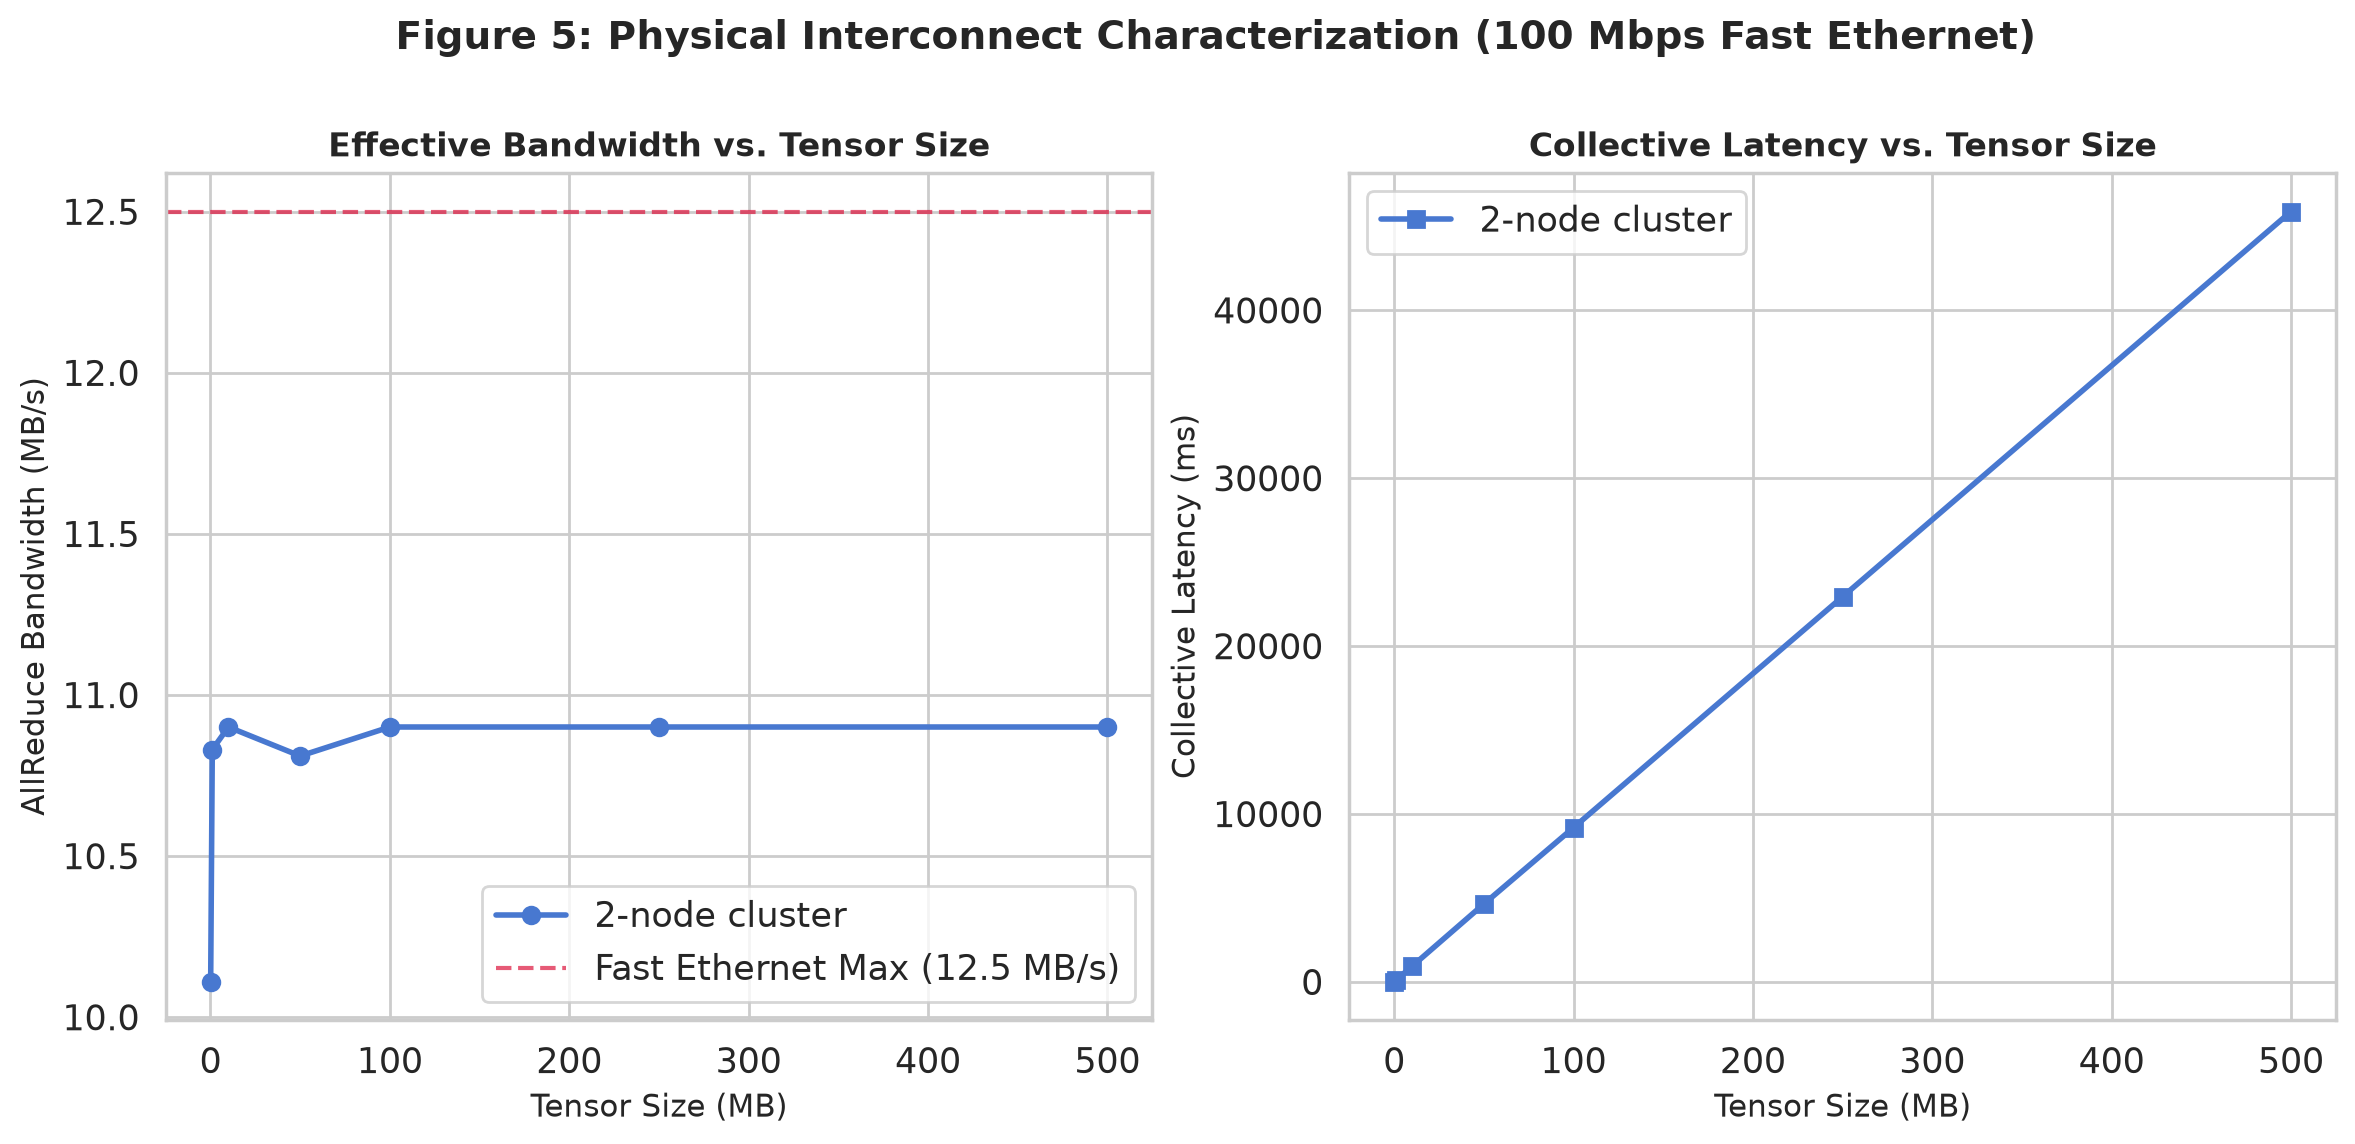 Figure 5: Physical Interconnect Characterization (100 Mbps Fast Ethernet)
Effective Bandwidth vs. Tensor Size
AllReduce Bandwidth (MB/s)
12.5
12.0
11.5
11.0
10.5
10.0
2-node cluster
Fast Ethernet Max (12.5 MB/s)
0 100 200 300 400 500
Tensor Size (MB)
Collective Latency vs. Tensor Size
Collective Latency (ms)
2-node cluster
40000
30000
20000
10000
0
0 100 200 300 400 500
Tensor Size (MB)